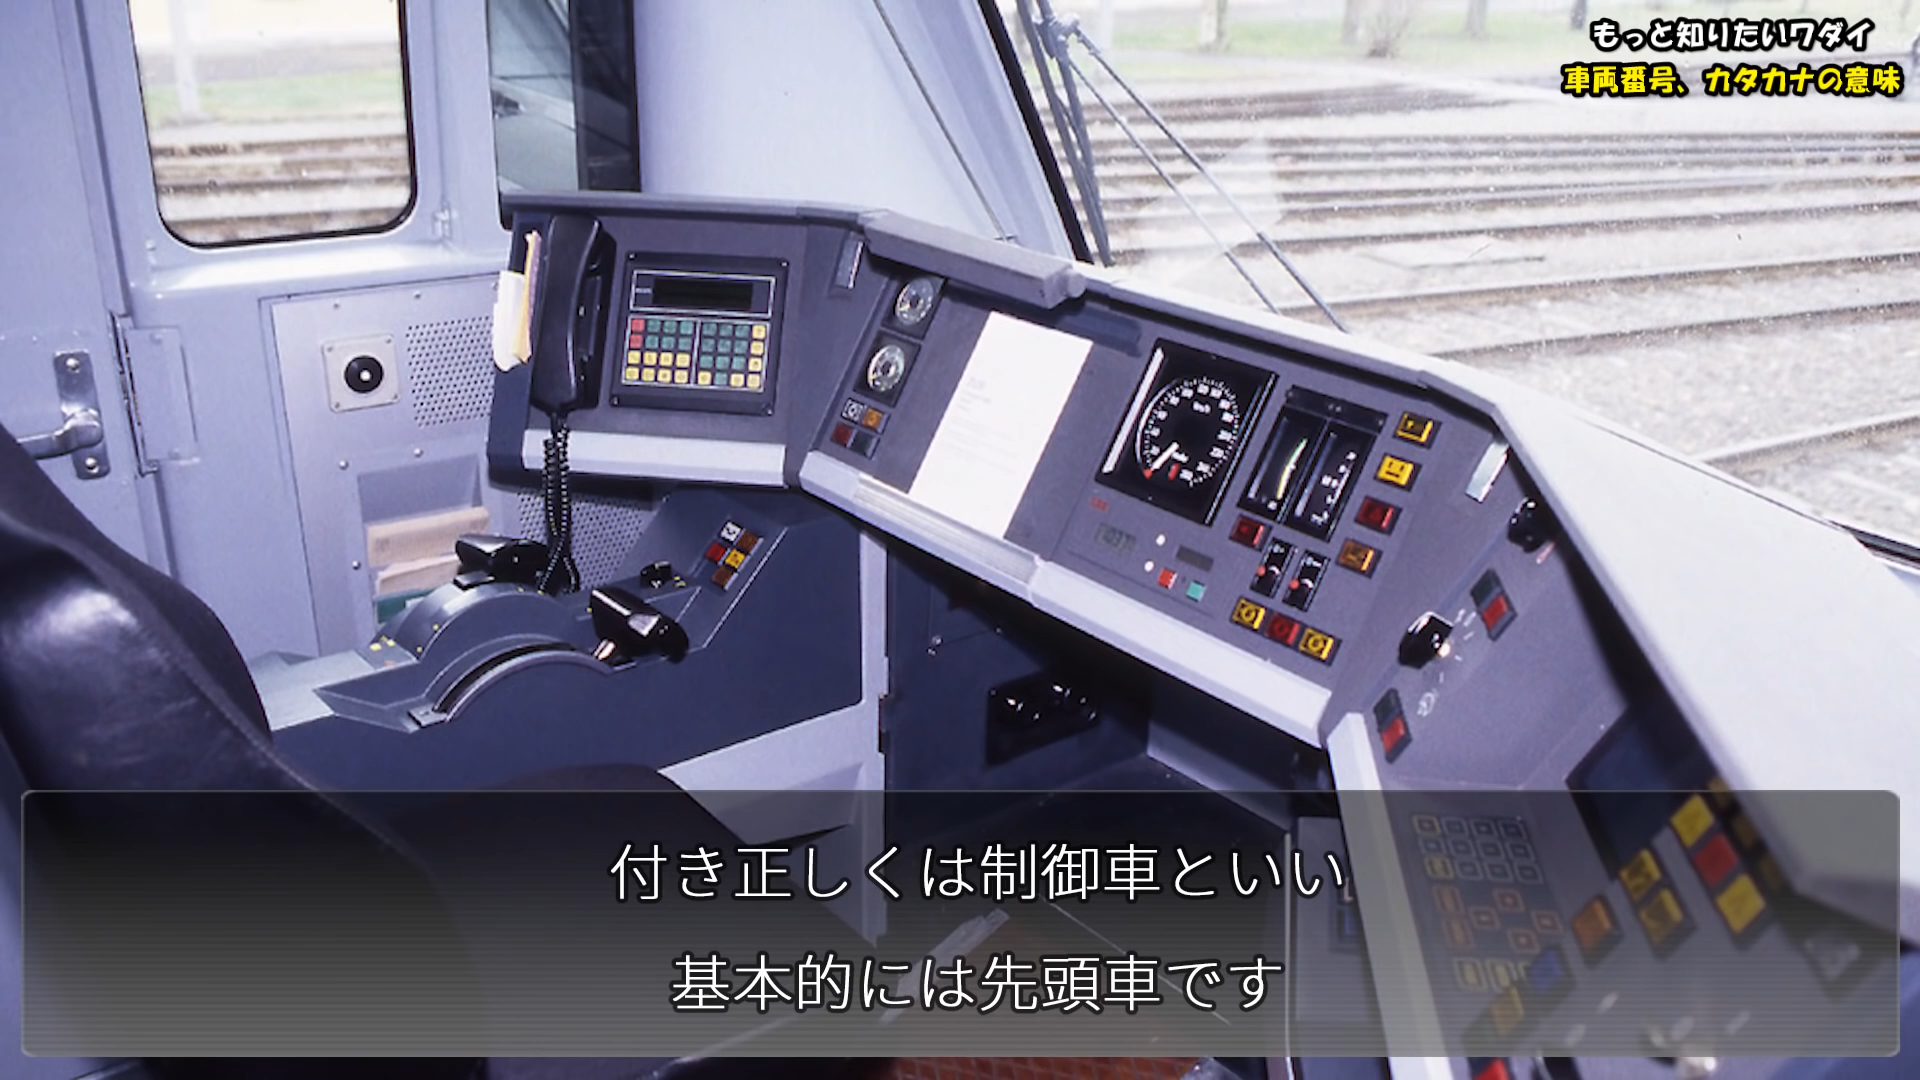 もっと知りたいワダイ
車両番号、カタカナの意味
付き正しくは制御車といい
基本的には先頭車です